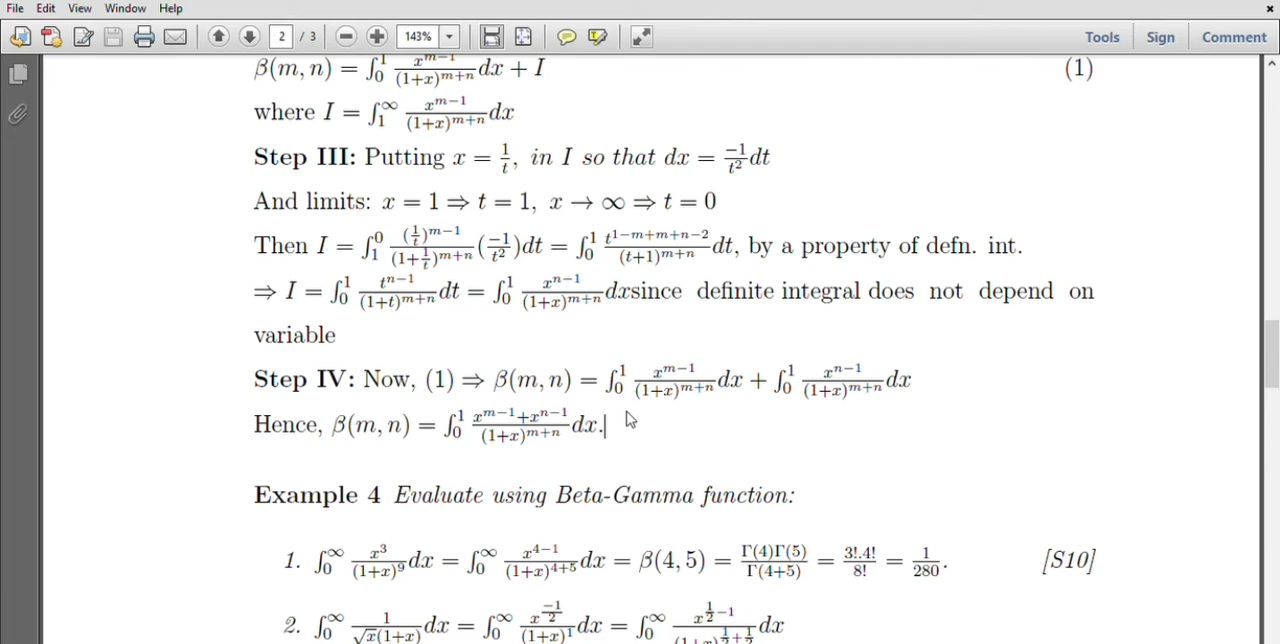 File Edit View Window Help ×
2 / 3 143% Tools Sign Comment
β(m, n) = ∫₀¹ x^{m−1}/(1+x)^{m+n} dx + I (1)
where I = ∫₁^∞ x^{m−1}/(1+x)^{m+n} dx
Step III: Putting x = 1/t, in I so that dx = −1/t² dt
And limits: x = 1 ⇒ t = 1, x → ∞ ⇒ t = 0
Then I = ∫₁⁰ (1/t)^{m−1}/(1+1/t)^{m+n} (−1/t²)dt = ∫₀¹ t^{1−m+m+n−2}/(t+1)^{m+n} dt, by a property of defn. int.
⇒ I = ∫₀¹ t^{n−1}/(1+t)^{m+n} dt = ∫₀¹ x^{n−1}/(1+x)^{m+n} dxsince definite integral does not depend on
variable
Step IV: Now, (1) ⇒ β(m, n) = ∫₀¹ x^{m−1}/(1+x)^{m+n} dx + ∫₀¹ x^{n−1}/(1+x)^{m+n} dx
Hence, β(m, n) = ∫₀¹ x^{m−1}+x^{n−1}/(1+x)^{m+n} dx.
Example 4 Evaluate using Beta-Gamma function:
1. ∫₀^∞ x³/(1+x)⁹ dx = ∫₀^∞ x^{4−1}/(1+x)^{4+5} dx = β(4, 5) = Γ(4)Γ(5)/Γ(4+5) = 3!.4!/8! = 1/280. [S10]
2. ∫₀^∞ 1/√x(1+x) dx = ∫₀^∞ x^{−1/2}/(1+x)¹ dx = ∫₀^∞ x^{1/2−1}/(1+x)^{1/2+1/2} dx